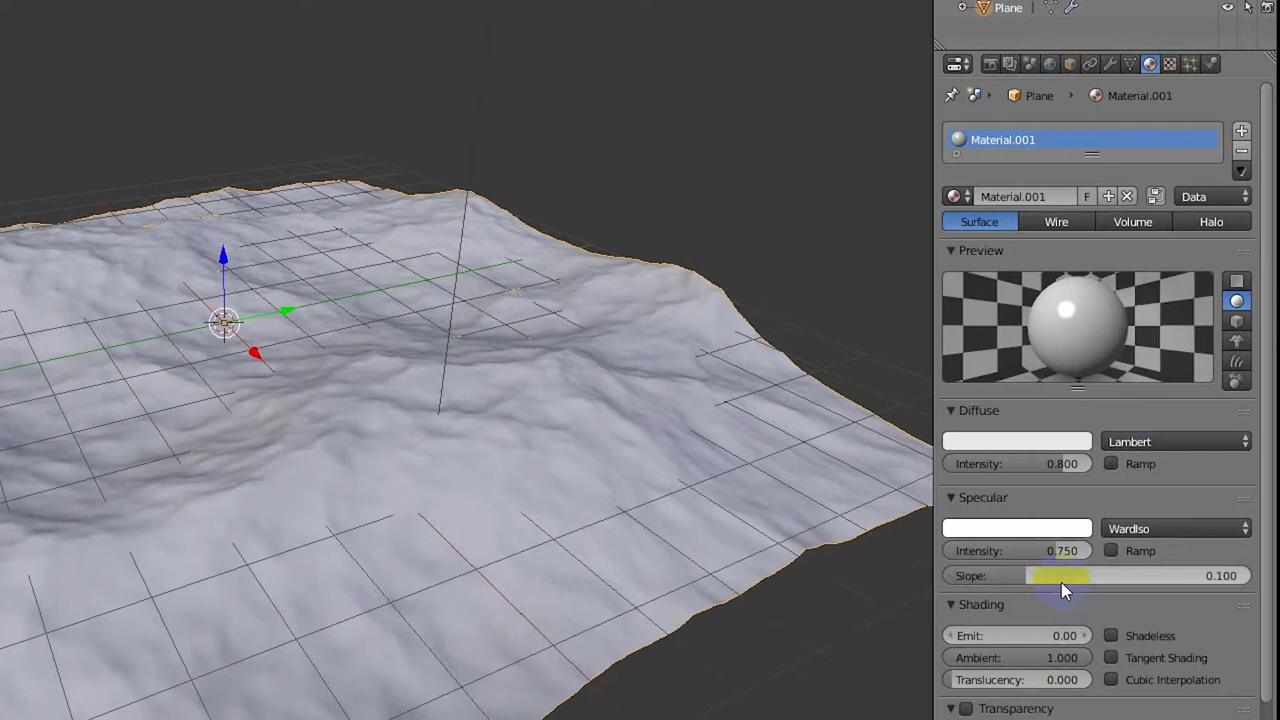 Plane
Plane Material.001
Material.001
Material.001 F Data
Surface Wire Volume Halo
Preview
Diffuse
Lambert
Intensity: 0.800 Ramp
Specular
WardIso
Intensity: 0.750 Ramp
Slope: 0.100
Shading
Emit: 0.00 Shadeless
Ambient: 1.000 Tangent Shading
Translucency: 0.000 Cubic Interpolation
Transparency